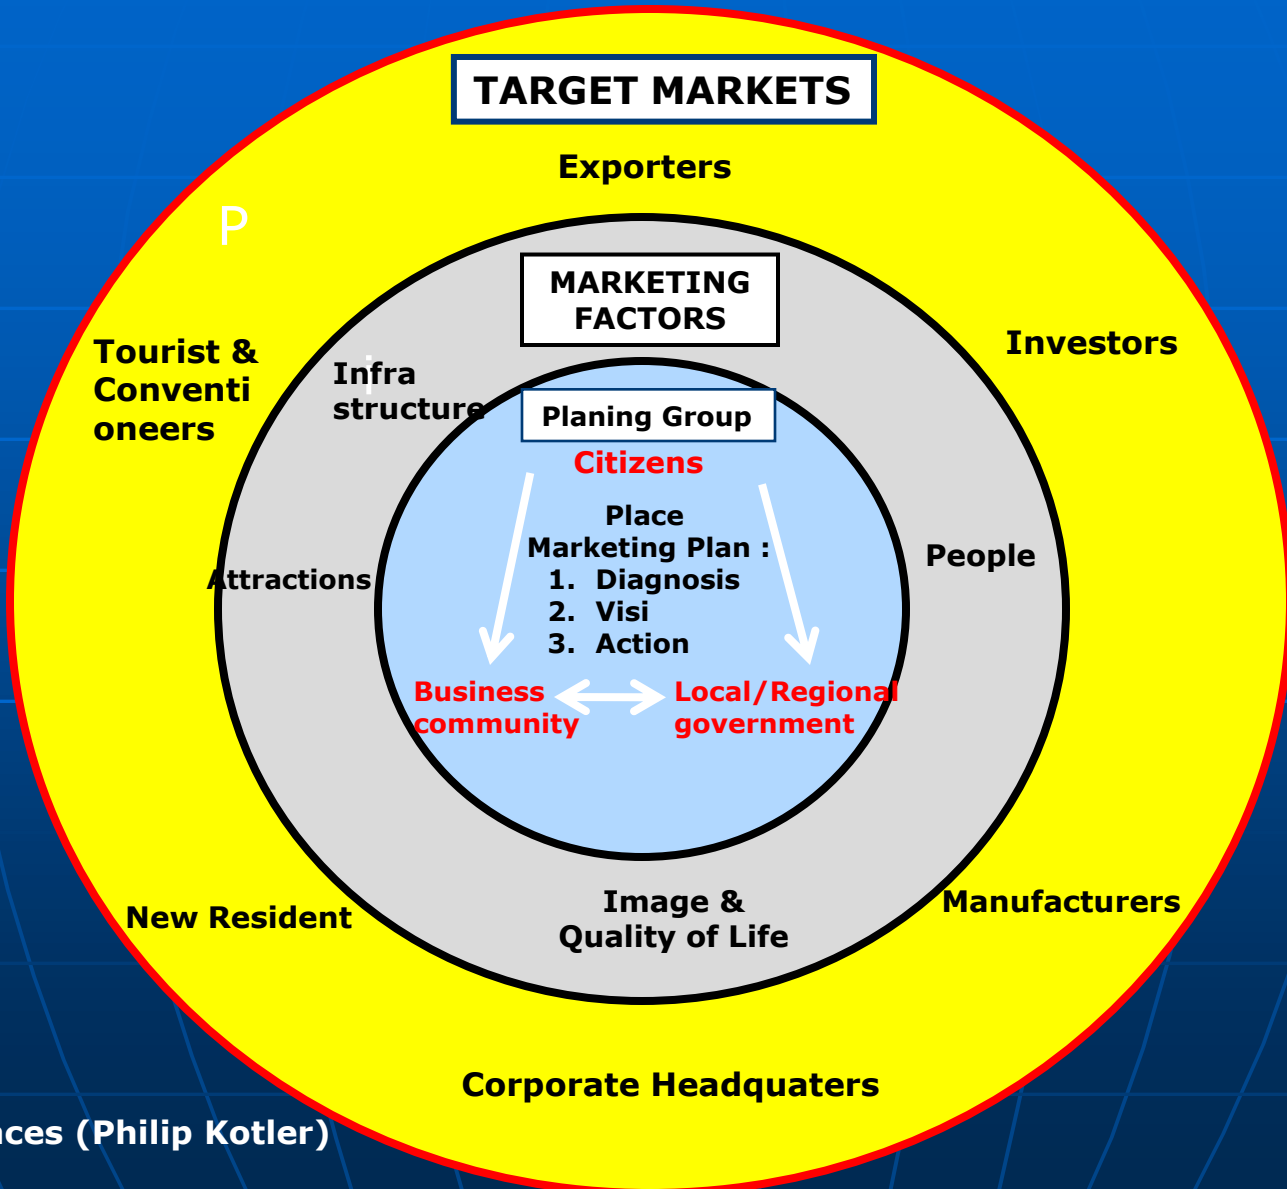 TARGET MARKETS
Exporters
P
MARKETING
FACTORS
Tourist &
Conventi
oneers
Investors
i
Infra
structure
Planing Group
Citizens
Place
Marketing Plan :
1. Diagnosis
2. Visi
3. Action
Attractions
People
Business
community
Local/Regional
government
New Resident
Image &
Quality of Life
Manufacturers
Corporate Headquaters
(Philip Kotler)